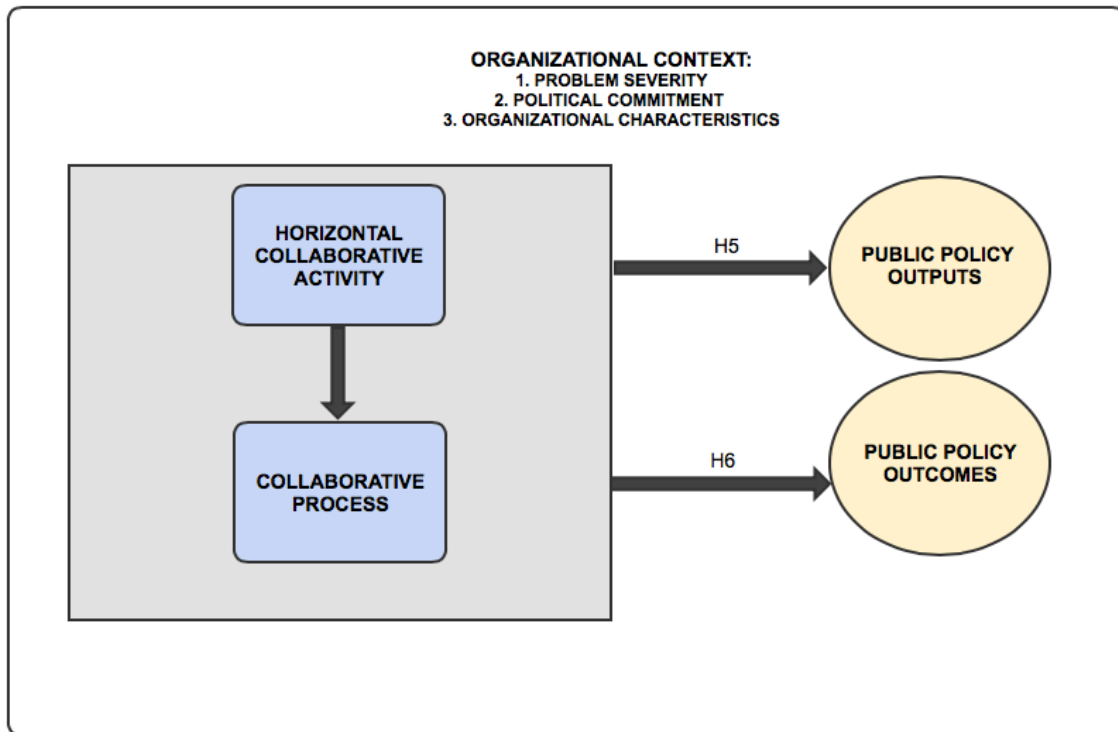 ORGANIZATIONAL CONTEXT:
1. PROBLEM SEVERITY
2. POLITICAL COMMITMENT
3. ORGANIZATIONAL CHARACTERISTICS
HORIZONTAL
COLLABORATIVE
ACTIVITY
H5
PUBLIC POLICY
OUTPUTS
COLLABORATIVE
PROCESS
H6
PUBLIC POLICY
OUTCOMES